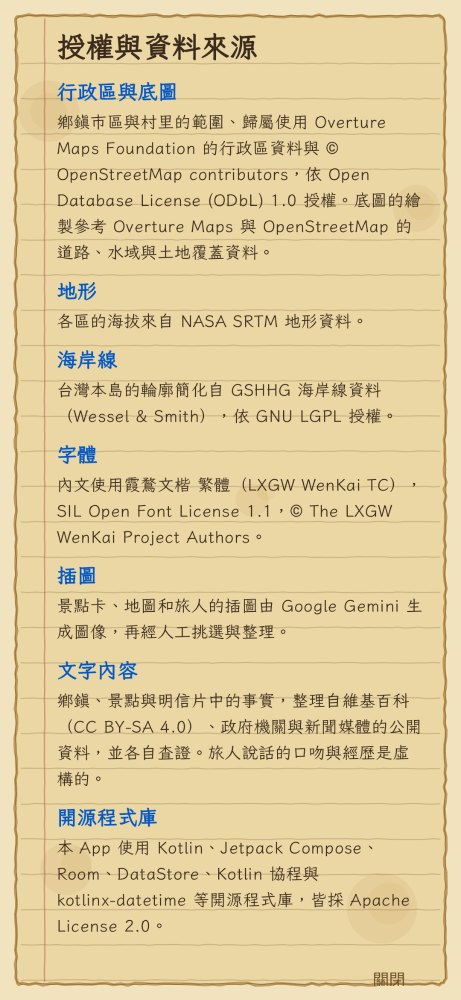 授權與資料來源
行政區與底圖
鄉鎮市區與村里的範圍、歸屬使用 Overture
Maps Foundation 的行政區資料與 ©
OpenStreetMap contributors，依 Open
Database License (ODbL) 1.0 授權。底圖的繪
製參考 Overture Maps 與 OpenStreetMap 的
道路、水域與土地覆蓋資料。
地形
各區的海拔來自 NASA SRTM 地形資料。
海岸線
台灣本島的輪廓簡化自 GSHHG 海岸線資料
（Wessel & Smith），依 GNU LGPL 授權。
字體
內文使用霞鶩文楷 繁體（LXGW WenKai TC），
SIL Open Font License 1.1，© The LXGW
WenKai Project Authors。
插圖
景點卡、地圖和旅人的插圖由 Google Gemini 生
成圖像，再經人工挑選與整理。
文字內容
鄉鎮、景點與明信片中的事實，整理自維基百科
（CC BY-SA 4.0）、政府機關與新聞媒體的公開
資料，並各自查證。旅人說話的口吻與經歷是虛
構的。
開源程式庫
本 App 使用 Kotlin、Jetpack Compose、
Room、DataStore、Kotlin 協程與
kotlinx-datetime 等開源程式庫，皆採 Apache
License 2.0。
關閉